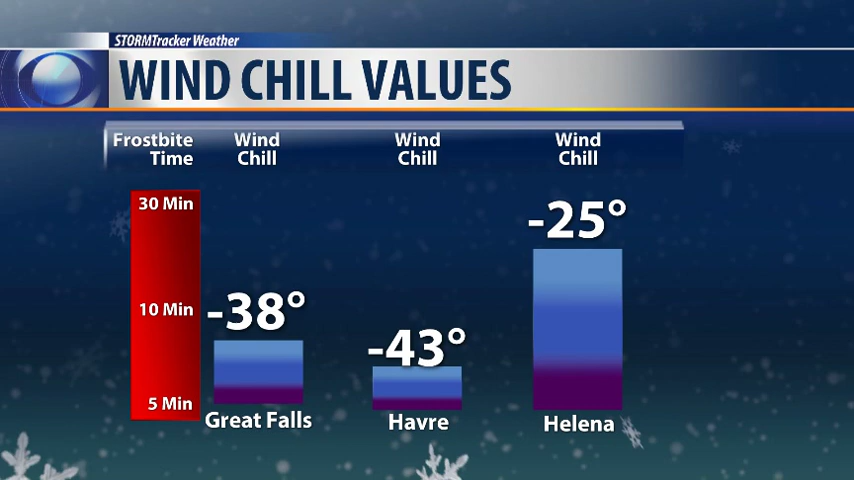 STORMTracker Weather
WIND CHILL VALUES
Frostbite
Time
Wind
Chill
Wind
Chill
Wind
Chill
30 Min
10 Min
5 Min
-38°
-43°
-25°
Great Falls
Havre
Helena